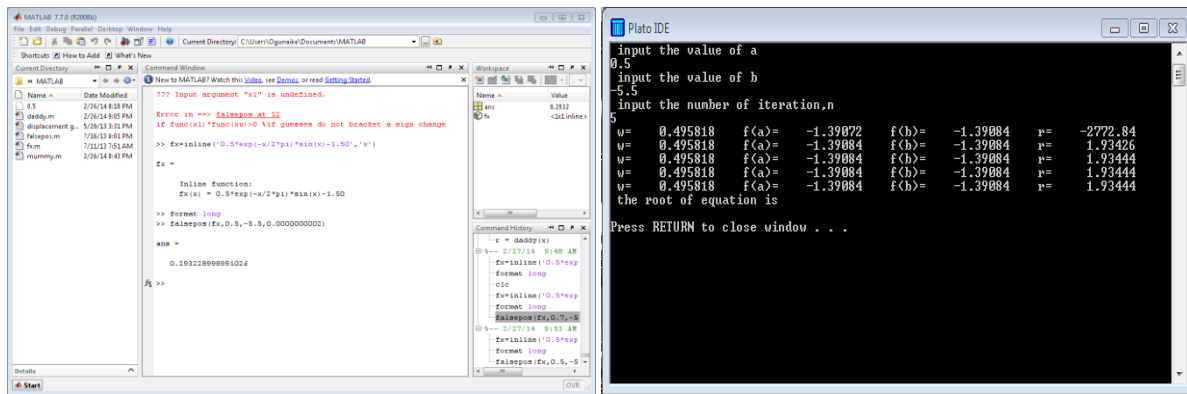 MATLAB 7.7.0 (R2008b)
File Edit Debug Parallel Desktop Window Help
Current Directory: C:\Users\Ogunaike\Documents\MATLAB
Shortcuts How to Add What's New
Current Directory
« MATLAB
Name Date Modified
0.5 2/26/14 8:18 PM
daddy.m 2/26/14 9:05 PM
displacement g... 5/29/13 3:31 PM
falsepos.m 7/16/13 6:01 PM
fx.m 7/11/13 7:51 AM
mummy.m 2/26/14 8:43 PM
Details
Start
Command Window
New to MATLAB? Watch this Video, see Demos, or read Getting Started.
??? Input argument "xl" is undefined.
Error in ==> falsepos at 12
if func(xl)*func(xu)>0 %if guesses do not bracket a sign change
>> fx=inline('0.5*exp(-x/2*pi)*sin(x)-1.50','x')
fx =
Inline function:
fx(x) = 0.5*exp(-x/2*pi)*sin(x)-1.50
>> format long
>> falsepos(fx,0.5,-5.5,0.0000000002)
ans =
0.293228998991026
fx >>
Workspace
Name Value
ans 0.2932
fx <1x1 inline>
Command History
r = daddy(x)
%-- 2/27/14 9:48 AM
fx=inline('0.5*exp
format long
clc
fx=inline('0.5*exp
format long
falsepos(fx,0.7,-5
%-- 2/27/14 9:53 AM
fx=inline('0.5*exp
format long
falsepos(fx,0.5,-5
OVR
Plato IDE
input the value of a
0.5
input the value of b
-5.5
input the number of iteration,n
5
w= 0.495818 f(a)= -1.39072 f(b)= -1.39084 r= -2772.84
w= 0.495818 f(a)= -1.39084 f(b)= -1.39084 r= 1.93426
w= 0.495818 f(a)= -1.39084 f(b)= -1.39084 r= 1.93444
w= 0.495818 f(a)= -1.39084 f(b)= -1.39084 r= 1.93444
w= 0.495818 f(a)= -1.39084 f(b)= -1.39084 r= 1.93444
the root of equation is
Press RETURN to close window . . .